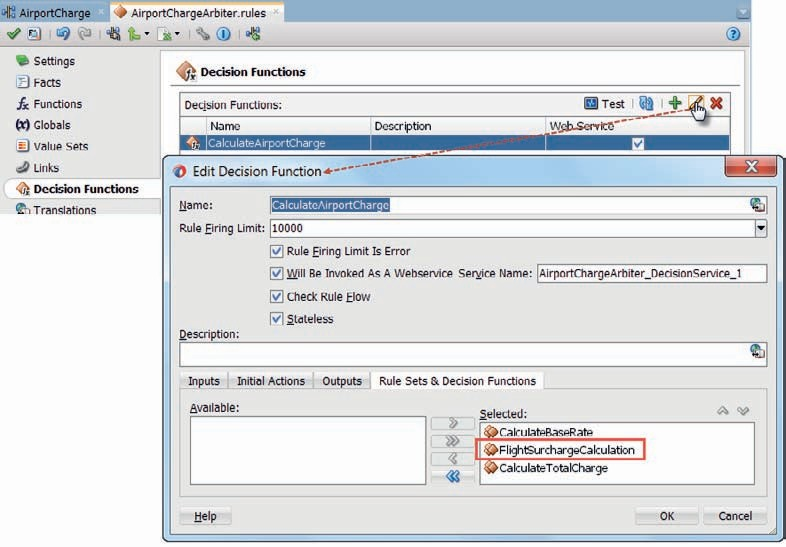 AirportCharge
AirportChargeArbiter.rules
Settings
Facts
Functions
Globals
Value Sets
Links
Decision Functions
Translations
Decision Functions
Decision Functions:
Test
Name Description Web Service
CalculateAirportCharge
Edit Decision Function
Name: CalculateAirportCharge
Rule Firing Limit: 10000
Rule Firing Limit Is Error
Will Be Invoked As A Webservice Service Name: AirportChargeArbiter_DecisionService_1
Check Rule Flow
Stateless
Description:
Inputs Initial Actions Outputs Rule Sets & Decision Functions
Available: Selected:
CalculateBaseRate
FlightSurchargeCalculation
CalculateTotalCharge
Help OK Cancel